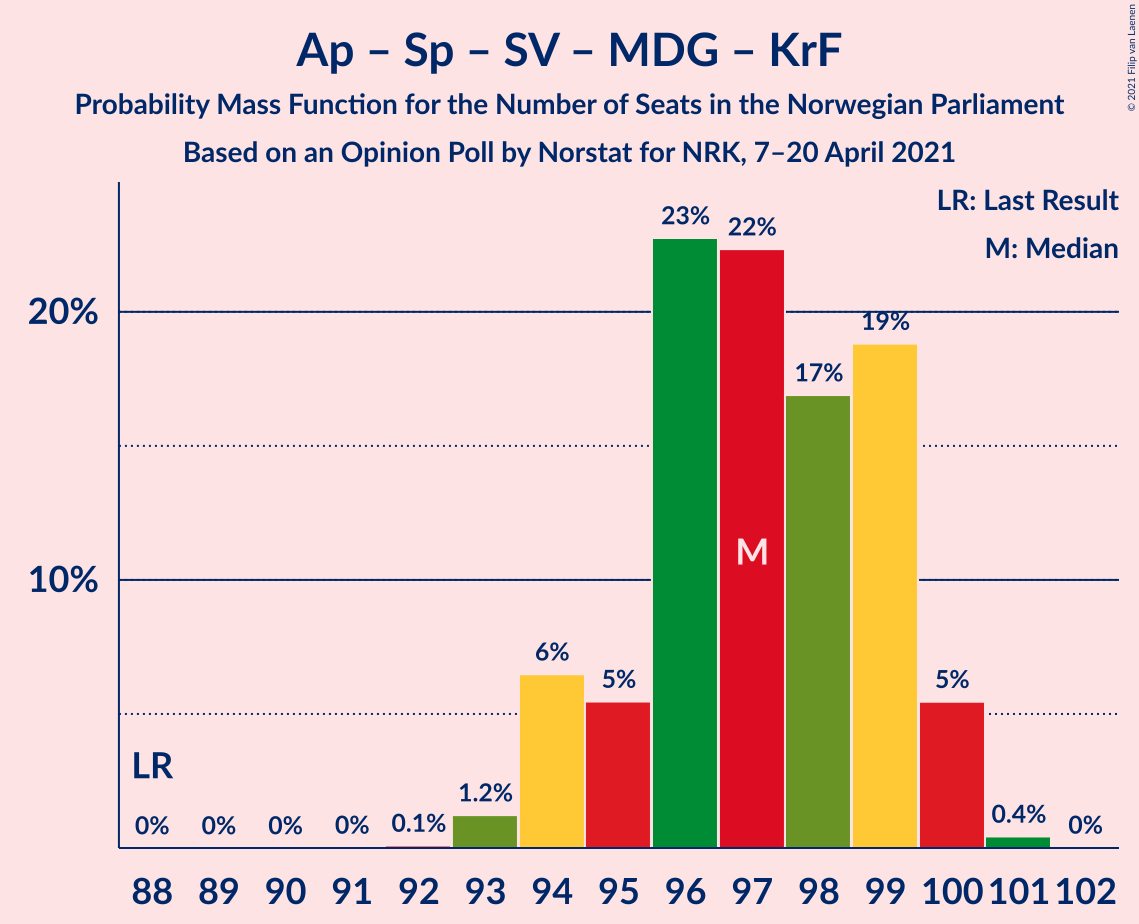 Ap – Sp – SV – MDG – KrF
Probability Mass Function for the Number of Seats in the Norwegian Parliament
Based on an Opinion Poll by Norstat for NRK, 7–20 April 2021
© 2021 Filip van Laenen
LR: Last Result
M: Median
23%
22%
20%
19%
17%
M
10%
6%
5%
5%
LR
1.2%
0% 0% 0% 0% 0.1% 0.4% 0%
88 89 90 91 92 93 94 95 96 97 98 99 100 101 102